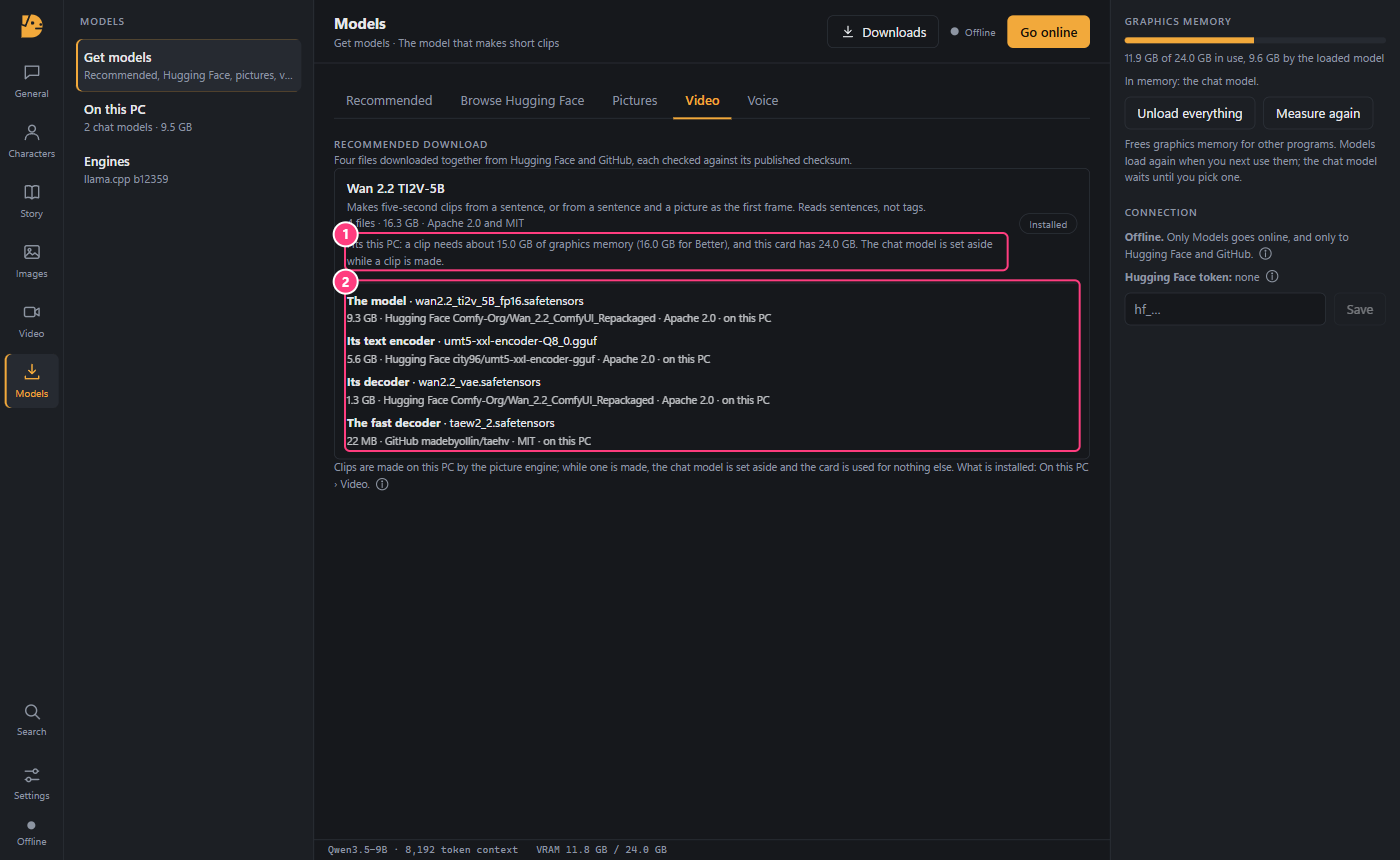 MODELS
Get models
Recommended, Hugging Face, pictures, v...
On this PC
2 chat models · 9.5 GB
Engines
llama.cpp b12359
General
Characters
Story
Images
Video
Models
Search
Settings
Offline
Models
Get models · The model that makes short clips
Downloads
Offline
Go online
Recommended
Browse Hugging Face
Pictures
Video
Voice
RECOMMENDED DOWNLOAD
Four files downloaded together from Hugging Face and GitHub, each checked against its published checksum.
Wan 2.2 TI2V-5B
Makes five-second clips from a sentence, or from a sentence and a picture as the first frame. Reads sentences, not tags.
files · 16.3 GB · Apache 2.0 and MIT
Installed
1
this PC: a clip needs about 15.0 GB of graphics memory (16.0 GB for Better), and this card has 24.0 GB. The chat model is set aside
while a clip is made.
2
The model · wan2.2_ti2v_5B_fp16.safetensors
9.3 GB · Hugging Face Comfy-Org/Wan_2.2_ComfyUI_Repackaged · Apache 2.0 · on this PC
Its text encoder · umt5-xxl-encoder-Q8_0.gguf
5.6 GB · Hugging Face city96/umt5-xxl-encoder-gguf · Apache 2.0 · on this PC
Its decoder · wan2.2_vae.safetensors
1.3 GB · Hugging Face Comfy-Org/Wan_2.2_ComfyUI_Repackaged · Apache 2.0 · on this PC
The fast decoder · taew2_2.safetensors
22 MB · GitHub madebyollin/taehv · MIT · on this PC
Clips are made on this PC by the picture engine; while one is made, the chat model is set aside and the card is used for nothing else. What is installed: On this PC
› Video.
Qwen3.5-9B · 8,192 token context VRAM 11.8 GB / 24.0 GB
GRAPHICS MEMORY
11.9 GB of 24.0 GB in use, 9.6 GB by the loaded model
In memory: the chat model.
Unload everything
Measure again
Frees graphics memory for other programs. Models
load again when you next use them; the chat model
waits until you pick one.
CONNECTION
Offline. Only Models goes online, and only to
Hugging Face and GitHub.
Hugging Face token: none
hf_...
Save